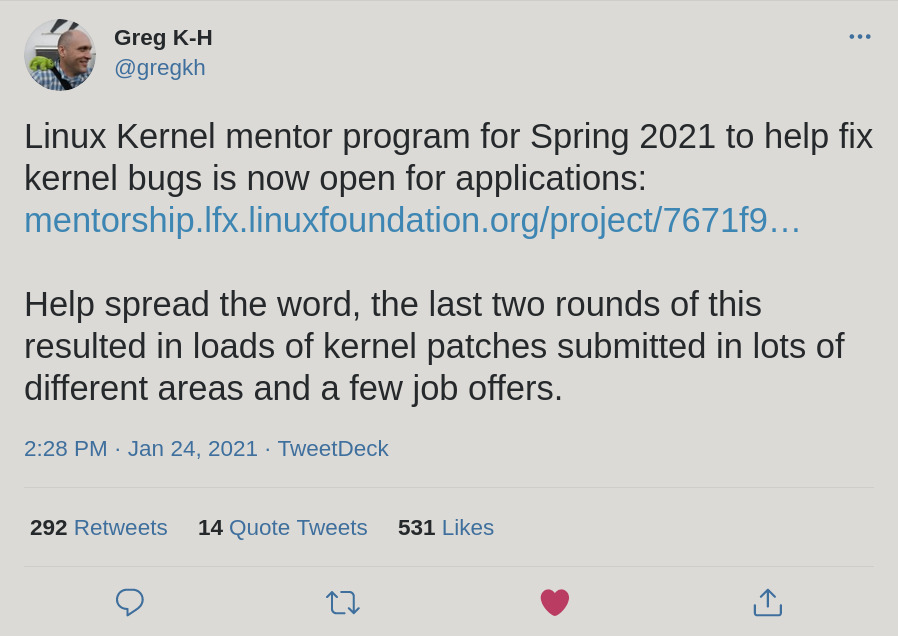 Greg K-H
@gregkh
Linux Kernel mentor program for Spring 2021 to help fix
kernel bugs is now open for applications:
mentorship.lfx.linuxfoundation.org/project/7671f9…
Help spread the word, the last two rounds of this
resulted in loads of kernel patches submitted in lots of
different areas and a few job offers.
2:28 PM · Jan 24, 2021 · TweetDeck
292 Retweets 14 Quote Tweets 531 Likes